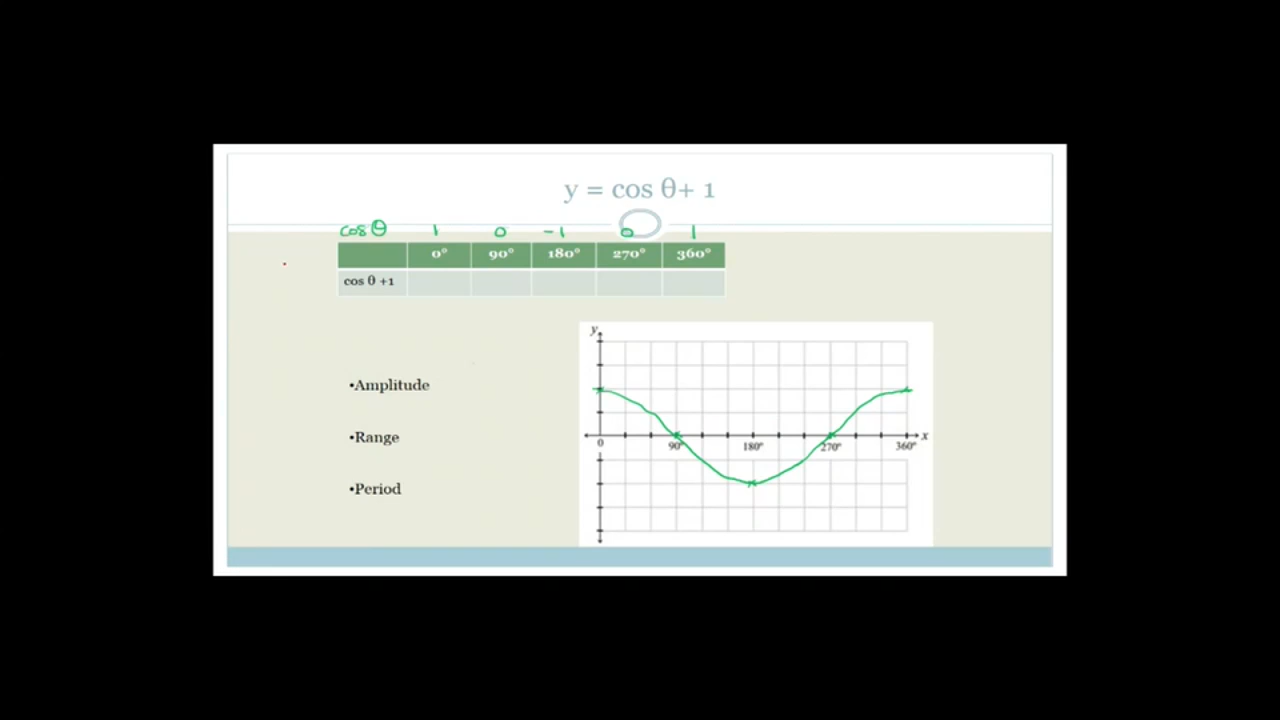 y = cos θ+ 1
cos θ 1 0 -1 0 1
0° 90° 180° 270° 360°
cos θ +1
y
•Amplitude
•Range
0 90° 180° 270° 360° x
•Period